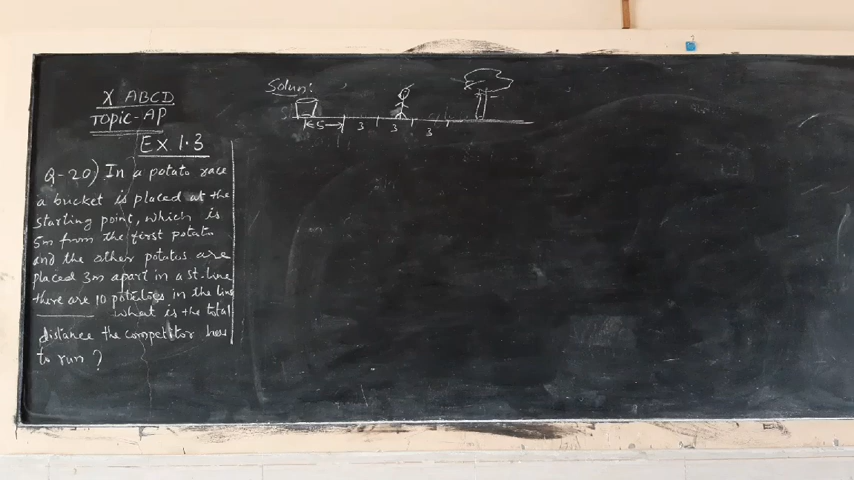 X ABCD
Topic-AP
EX 1.3
Q-20) In a potato race
a bucket is placed at the
starting point, which is
5m from the first potato
and the other potatos are
placed 3m apart in a st. line
there are 10 potatoes in the line
What is the total
distance the competitor has
to run?
Solun:
5 3 3 3